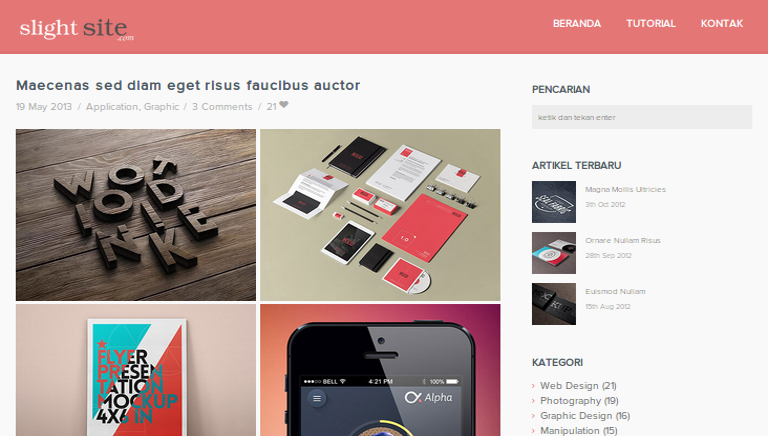 slight site
.com
BERANDA TUTORIAL KONTAK
Maecenas sed diam eget risus faucibus auctor
19 May 2013 / Application, Graphic / 3 Comments / 21
PENCARIAN
ketik dan tekan enter
ARTIKEL TERBARU
Magna Mollis Ultricies
3th Oct 2012
Ornare Nullam Risus
28th Sep 2012
Euismod Nullam
15th Aug 2012
KATEGORI
Web Design (21)
Photography (19)
Graphic Design (16)
Manipulation (15)
FLYER
PRESEN
TATION
MOCKUP
4X6 IN
BELL 4:21 PM 100%
Alpha